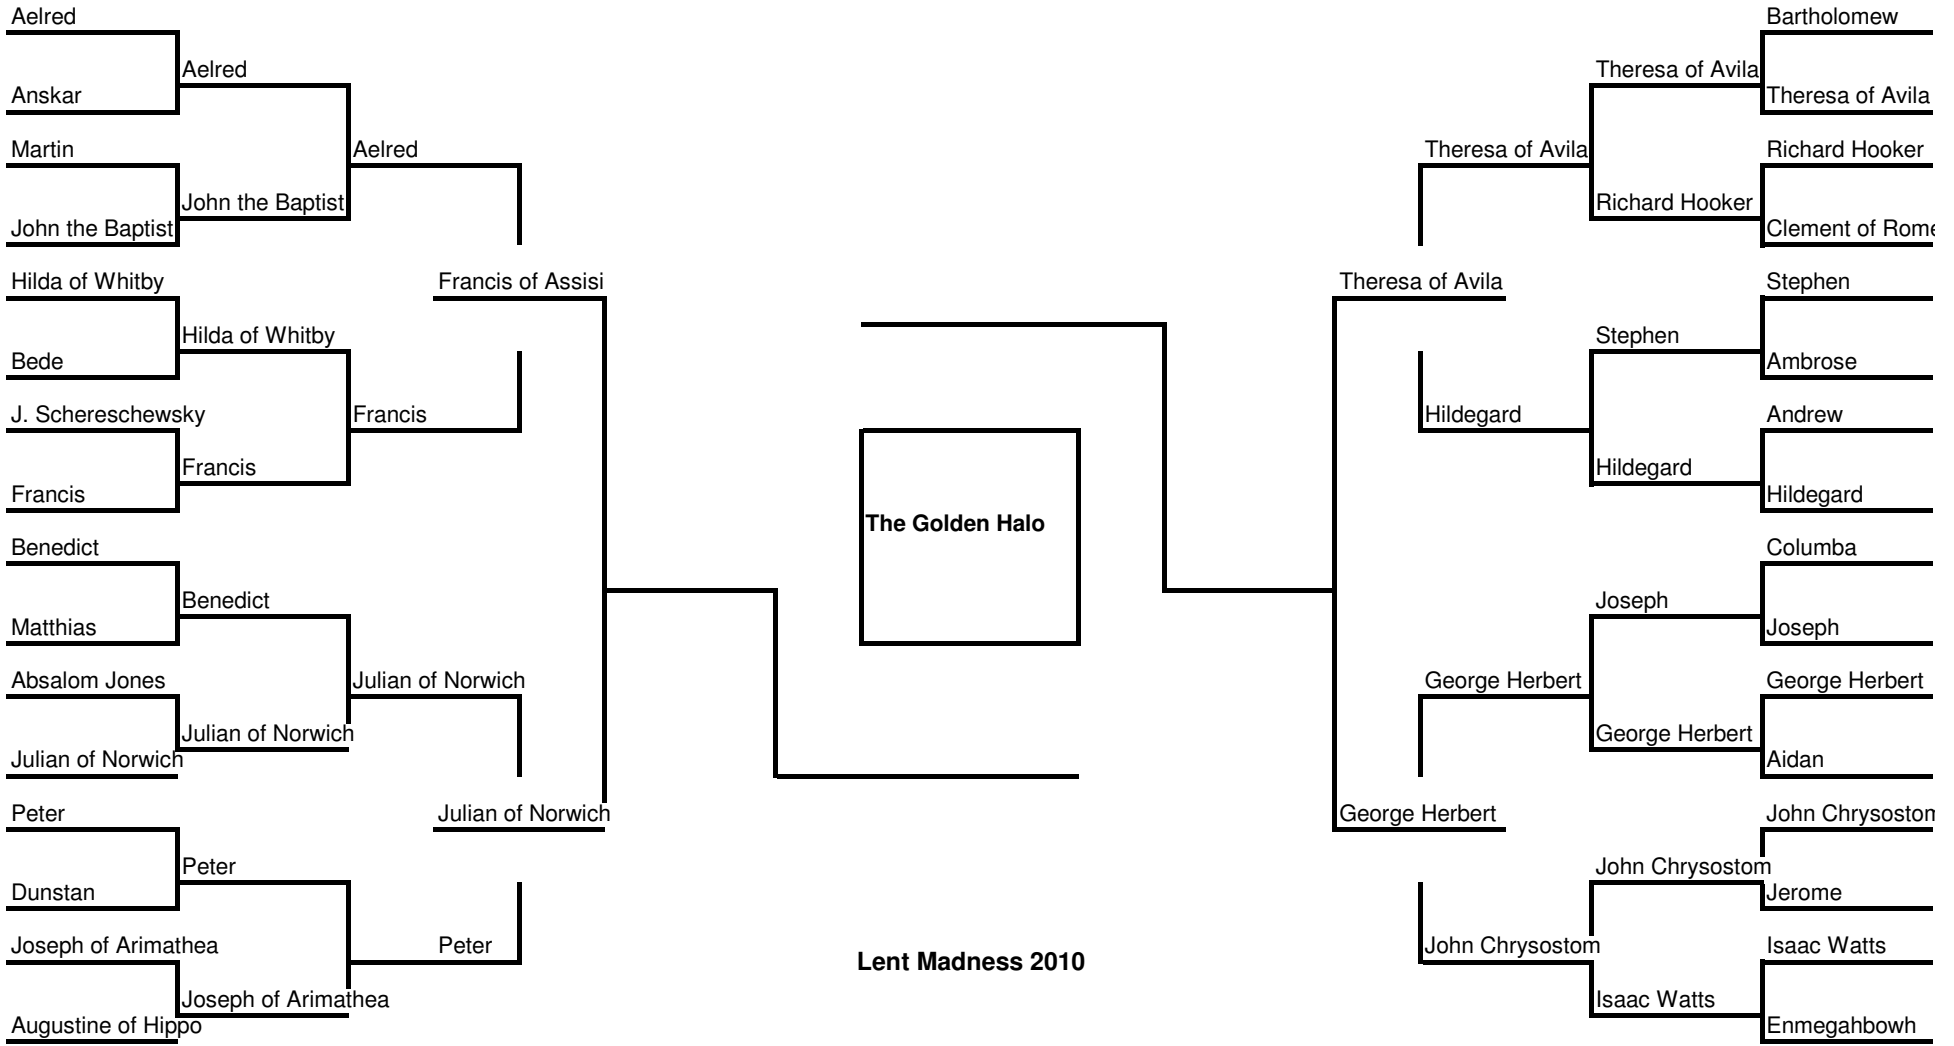 Aelred
Anskar
Martin
John the Baptist
Hilda of Whitby
Bede
J. Schereschewsky
Francis
Benedict
Matthias
Absalom Jones
Julian of Norwich
Peter
Dunstan
Joseph of Arimathea
Augustine of Hippo
Aelred
John the Baptist
Hilda of Whitby
Francis
Benedict
Julian of Norwich
Peter
Joseph of Arimathea
Aelred
Francis
Julian of Norwich
Peter
Francis of Assisi
Julian of Norwich
The Golden Halo
Lent Madness 2010
Theresa of Avila
George Herbert
Theresa of Avila
Hildegard
George Herbert
John Chrysostom
Theresa of Avila
Richard Hooker
Stephen
Hildegard
Joseph
George Herbert
John Chrysostom
Isaac Watts
Bartholomew
Theresa of Avila
Richard Hooker
Clement of Rome
Stephen
Ambrose
Andrew
Hildegard
Columba
Joseph
George Herbert
Aidan
John Chrysostom
Jerome
Isaac Watts
Enmegahbowh